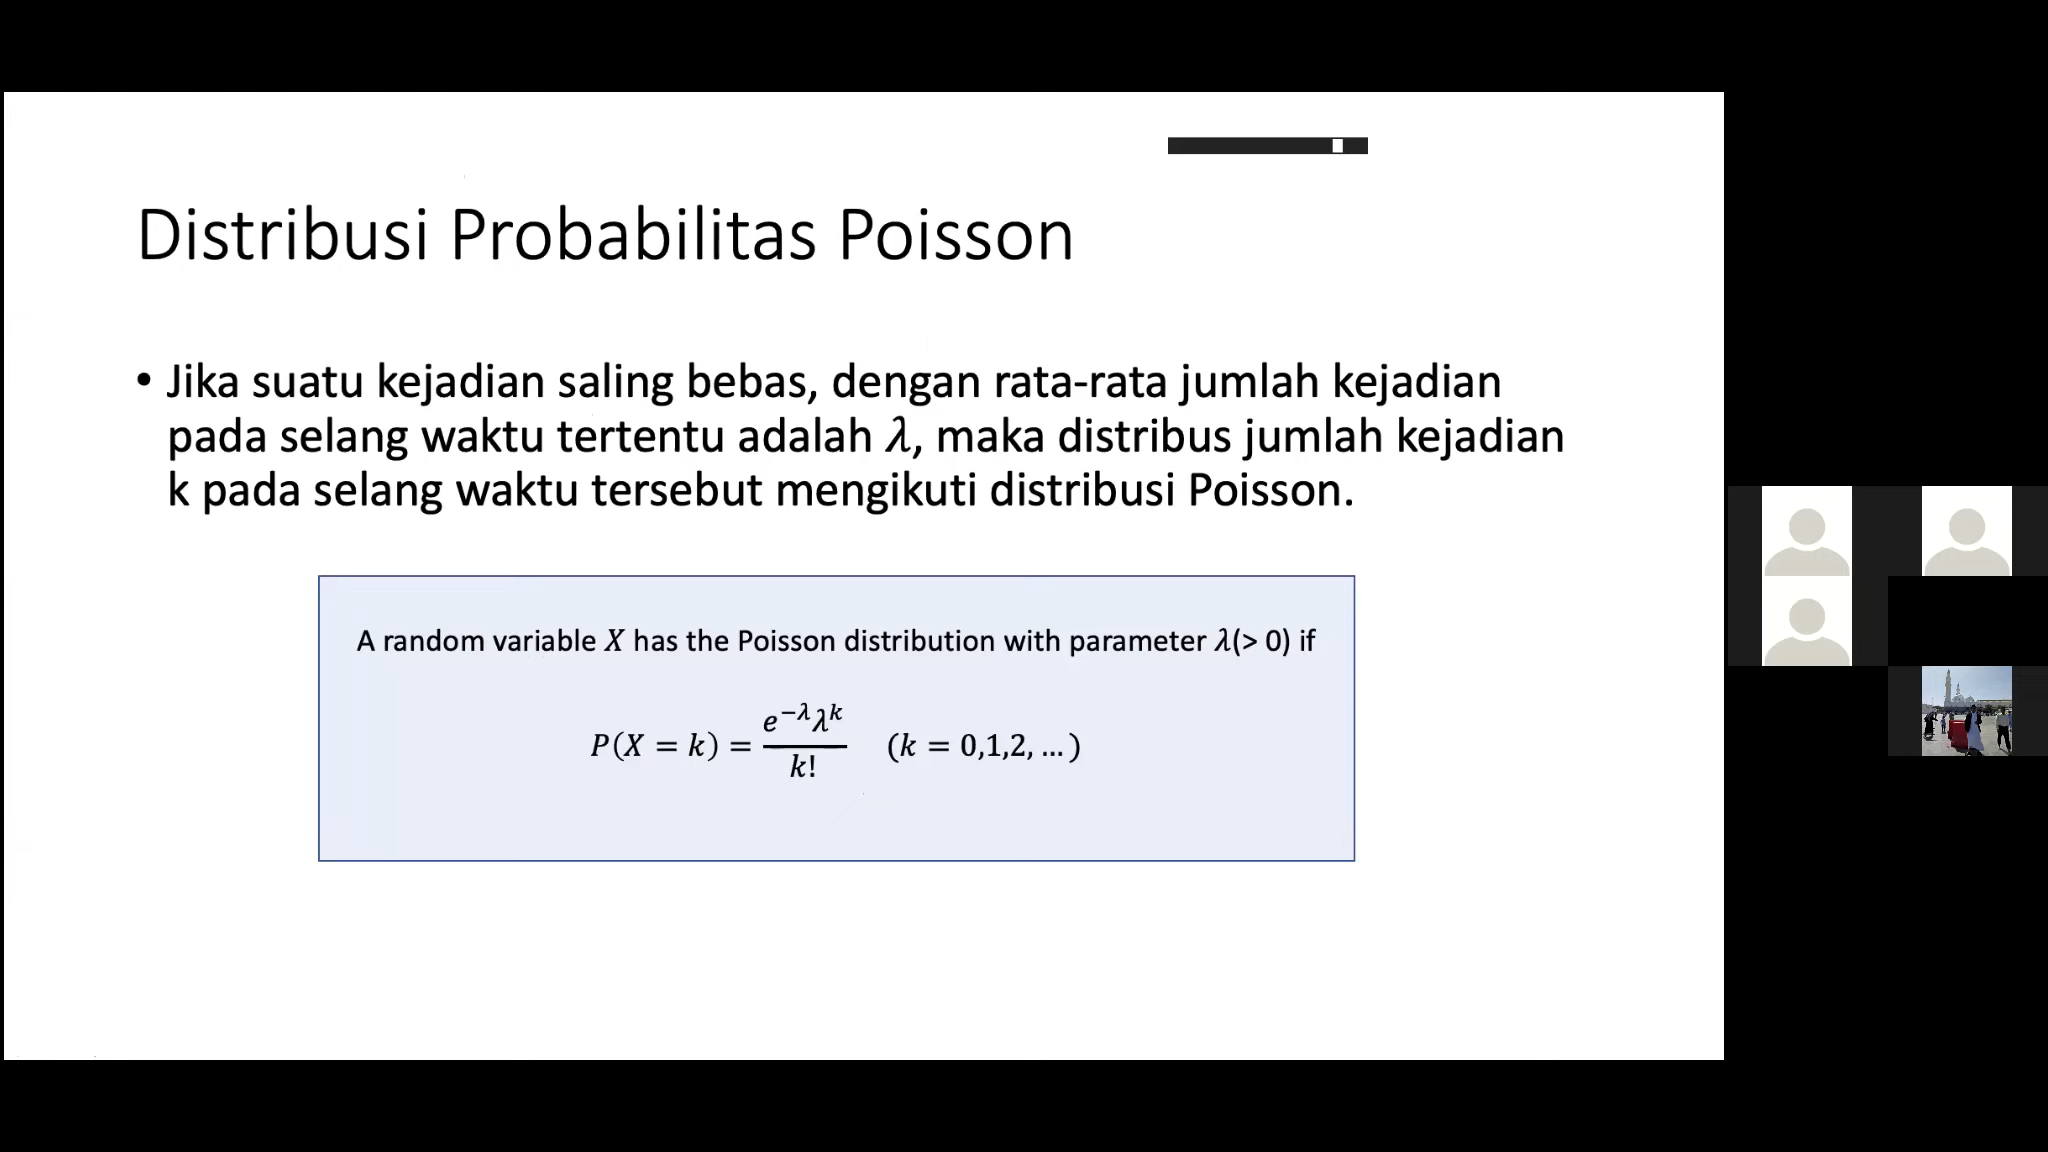 Distribusi Probabilitas Poisson
• Jika suatu kejadian saling bebas, dengan rata-rata jumlah kejadian
pada selang waktu tertentu adalah λ, maka distribus jumlah kejadian
k pada selang waktu tersebut mengikuti distribusi Poisson.
A random variable X has the Poisson distribution with parameter λ(> 0) if
P(X = k) = e^{−λ}λ^k / k! (k = 0,1,2, … )